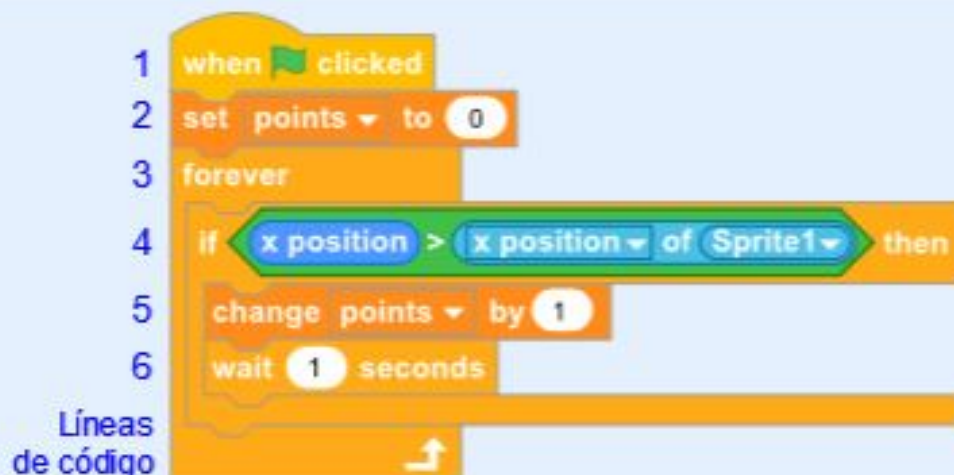 1 when clicked
2 set points to 0
3 forever
4 if x position > x position of Sprite1 then
5 change points by 1
6 wait 1 seconds
Líneas
de código